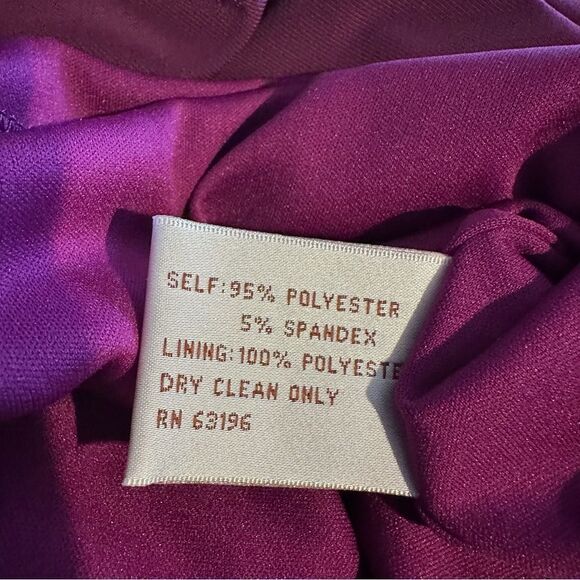 SELF: 95% POLYESTER
5% SPANDEX
LINING: 100% POLYESTE
DRY CLEAN ONLY
RN 63196